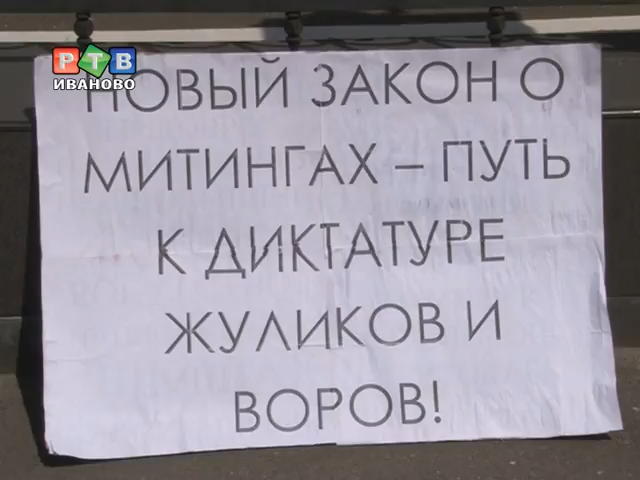 РТВ
ИВАНОВО
НОВЫЙ ЗАКОН О
МИТИНГАХ – ПУТЬ
К ДИКТАТУРЕ
ЖУЛИКОВ И
ВОРОВ!